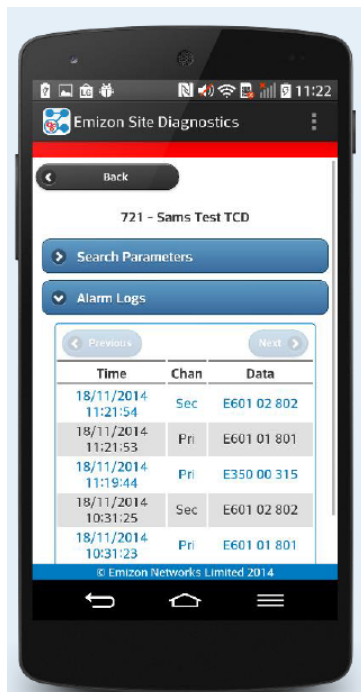 11:22
Emizon Site Diagnostics
Back
721 - Sams Test TCD
Search Parameters
Alarm Logs
Previous Next
Time Chan Data
18/11/2014
11:21:54 Sec E601 02 802
18/11/2014
11:21:53 Pri E601 01 801
18/11/2014
11:19:44 Pri E350 00 315
18/11/2014
10:31:25 Sec E601 02 802
18/11/2014
10:31:23 Pri E601 01 801
© Emizon Networks Limited 2014